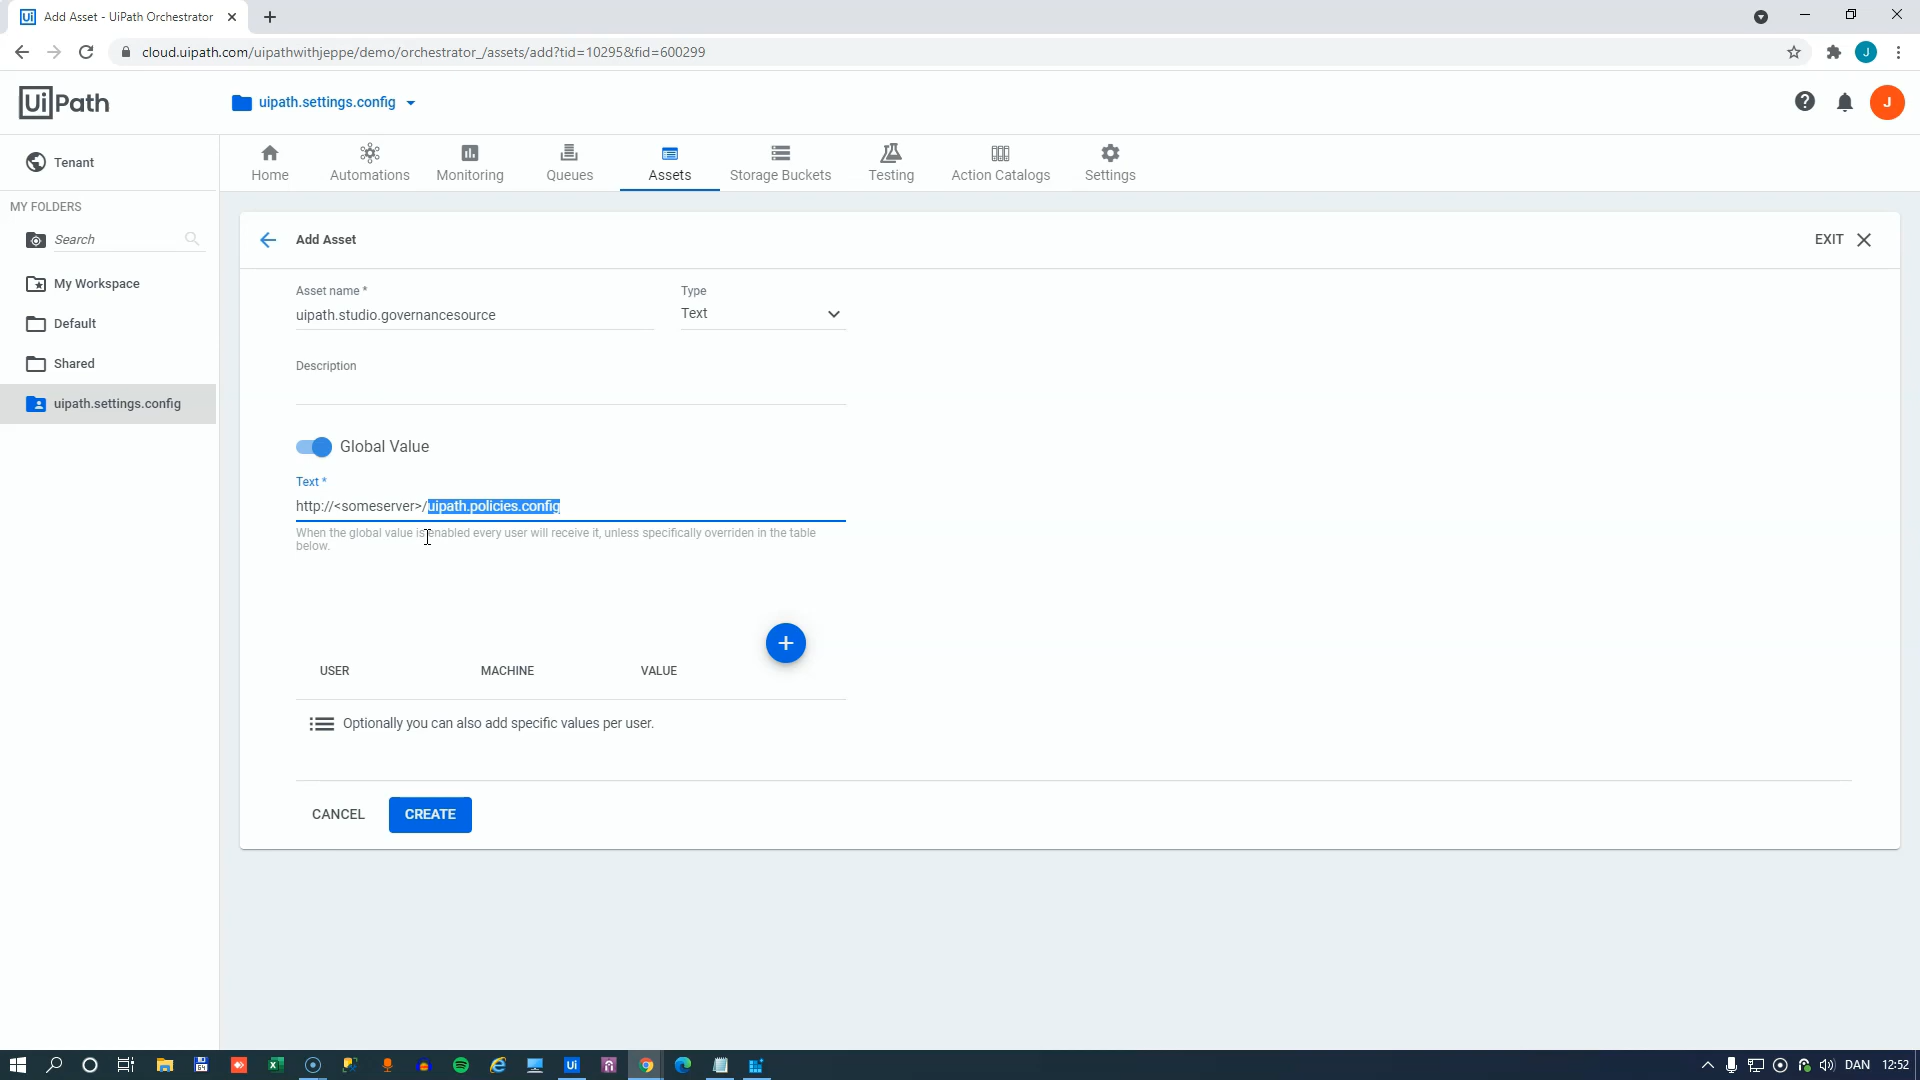 Add Asset - UiPath Orchestrator
cloud.uipath.com/uipathwithjeppe/demo/orchestrator_/assets/add?tid=10295&fid=600299
J
UiPath
uipath.settings.config
J
Tenant
Home
Automations
Monitoring
Queues
Assets
Storage Buckets
Testing
Action Catalogs
Settings
MY FOLDERS
Search
My Workspace
Default
Shared
uipath.settings.config
Add Asset
EXIT
Asset name *
Type
uipath.studio.governancesource
Text
Description
Global Value
Text *
http://<someserver>/uipath.policies.config
When the global value is enabled every user will receive it, unless specifically overriden in the table
below.
USER
MACHINE
VALUE
Optionally you can also add specific values per user.
CANCEL
CREATE
DAN
12:52